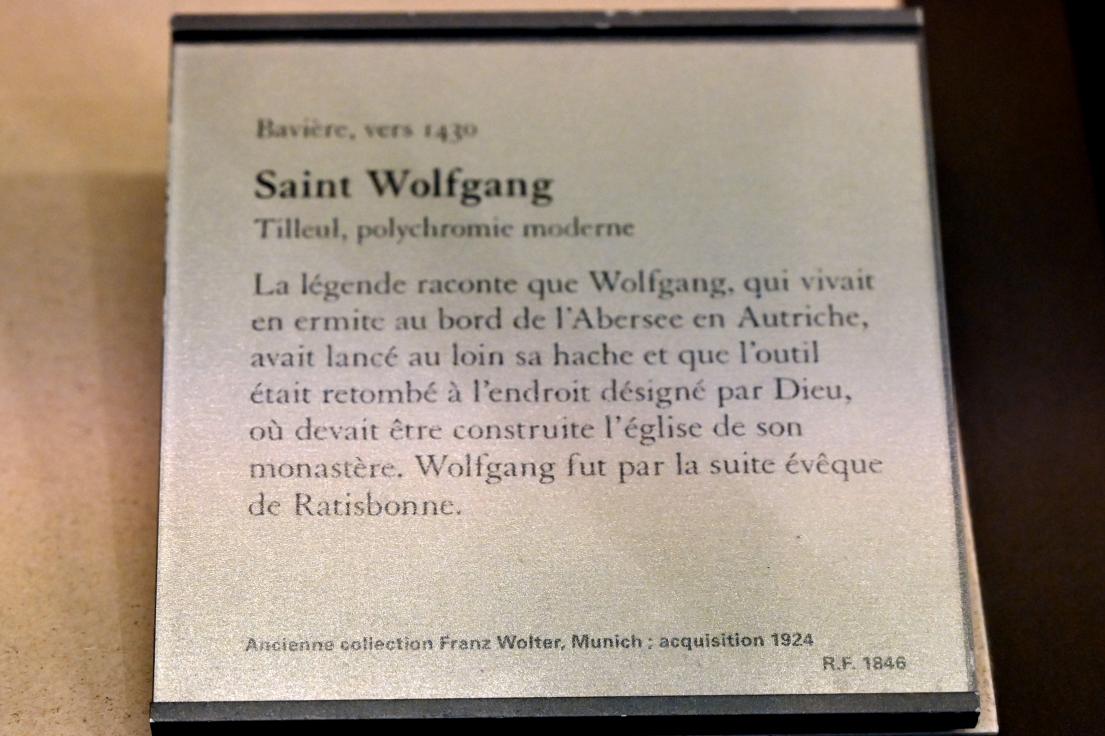 Bavière, vers 1430
Saint Wolfgang
Tilleul, polychromie moderne
La légende raconte que Wolfgang, qui vivait
en ermite au bord de l'Abersee en Autriche,
avait lancé au loin sa hache et que l'outil
était retombé à l'endroit désigné par Dieu,
où devait être construite l'église de son
monastère. Wolfgang fut par la suite évêque
de Ratisbonne.
Ancienne collection Franz Wolter, Munich ; acquisition 1924
R.F. 1846